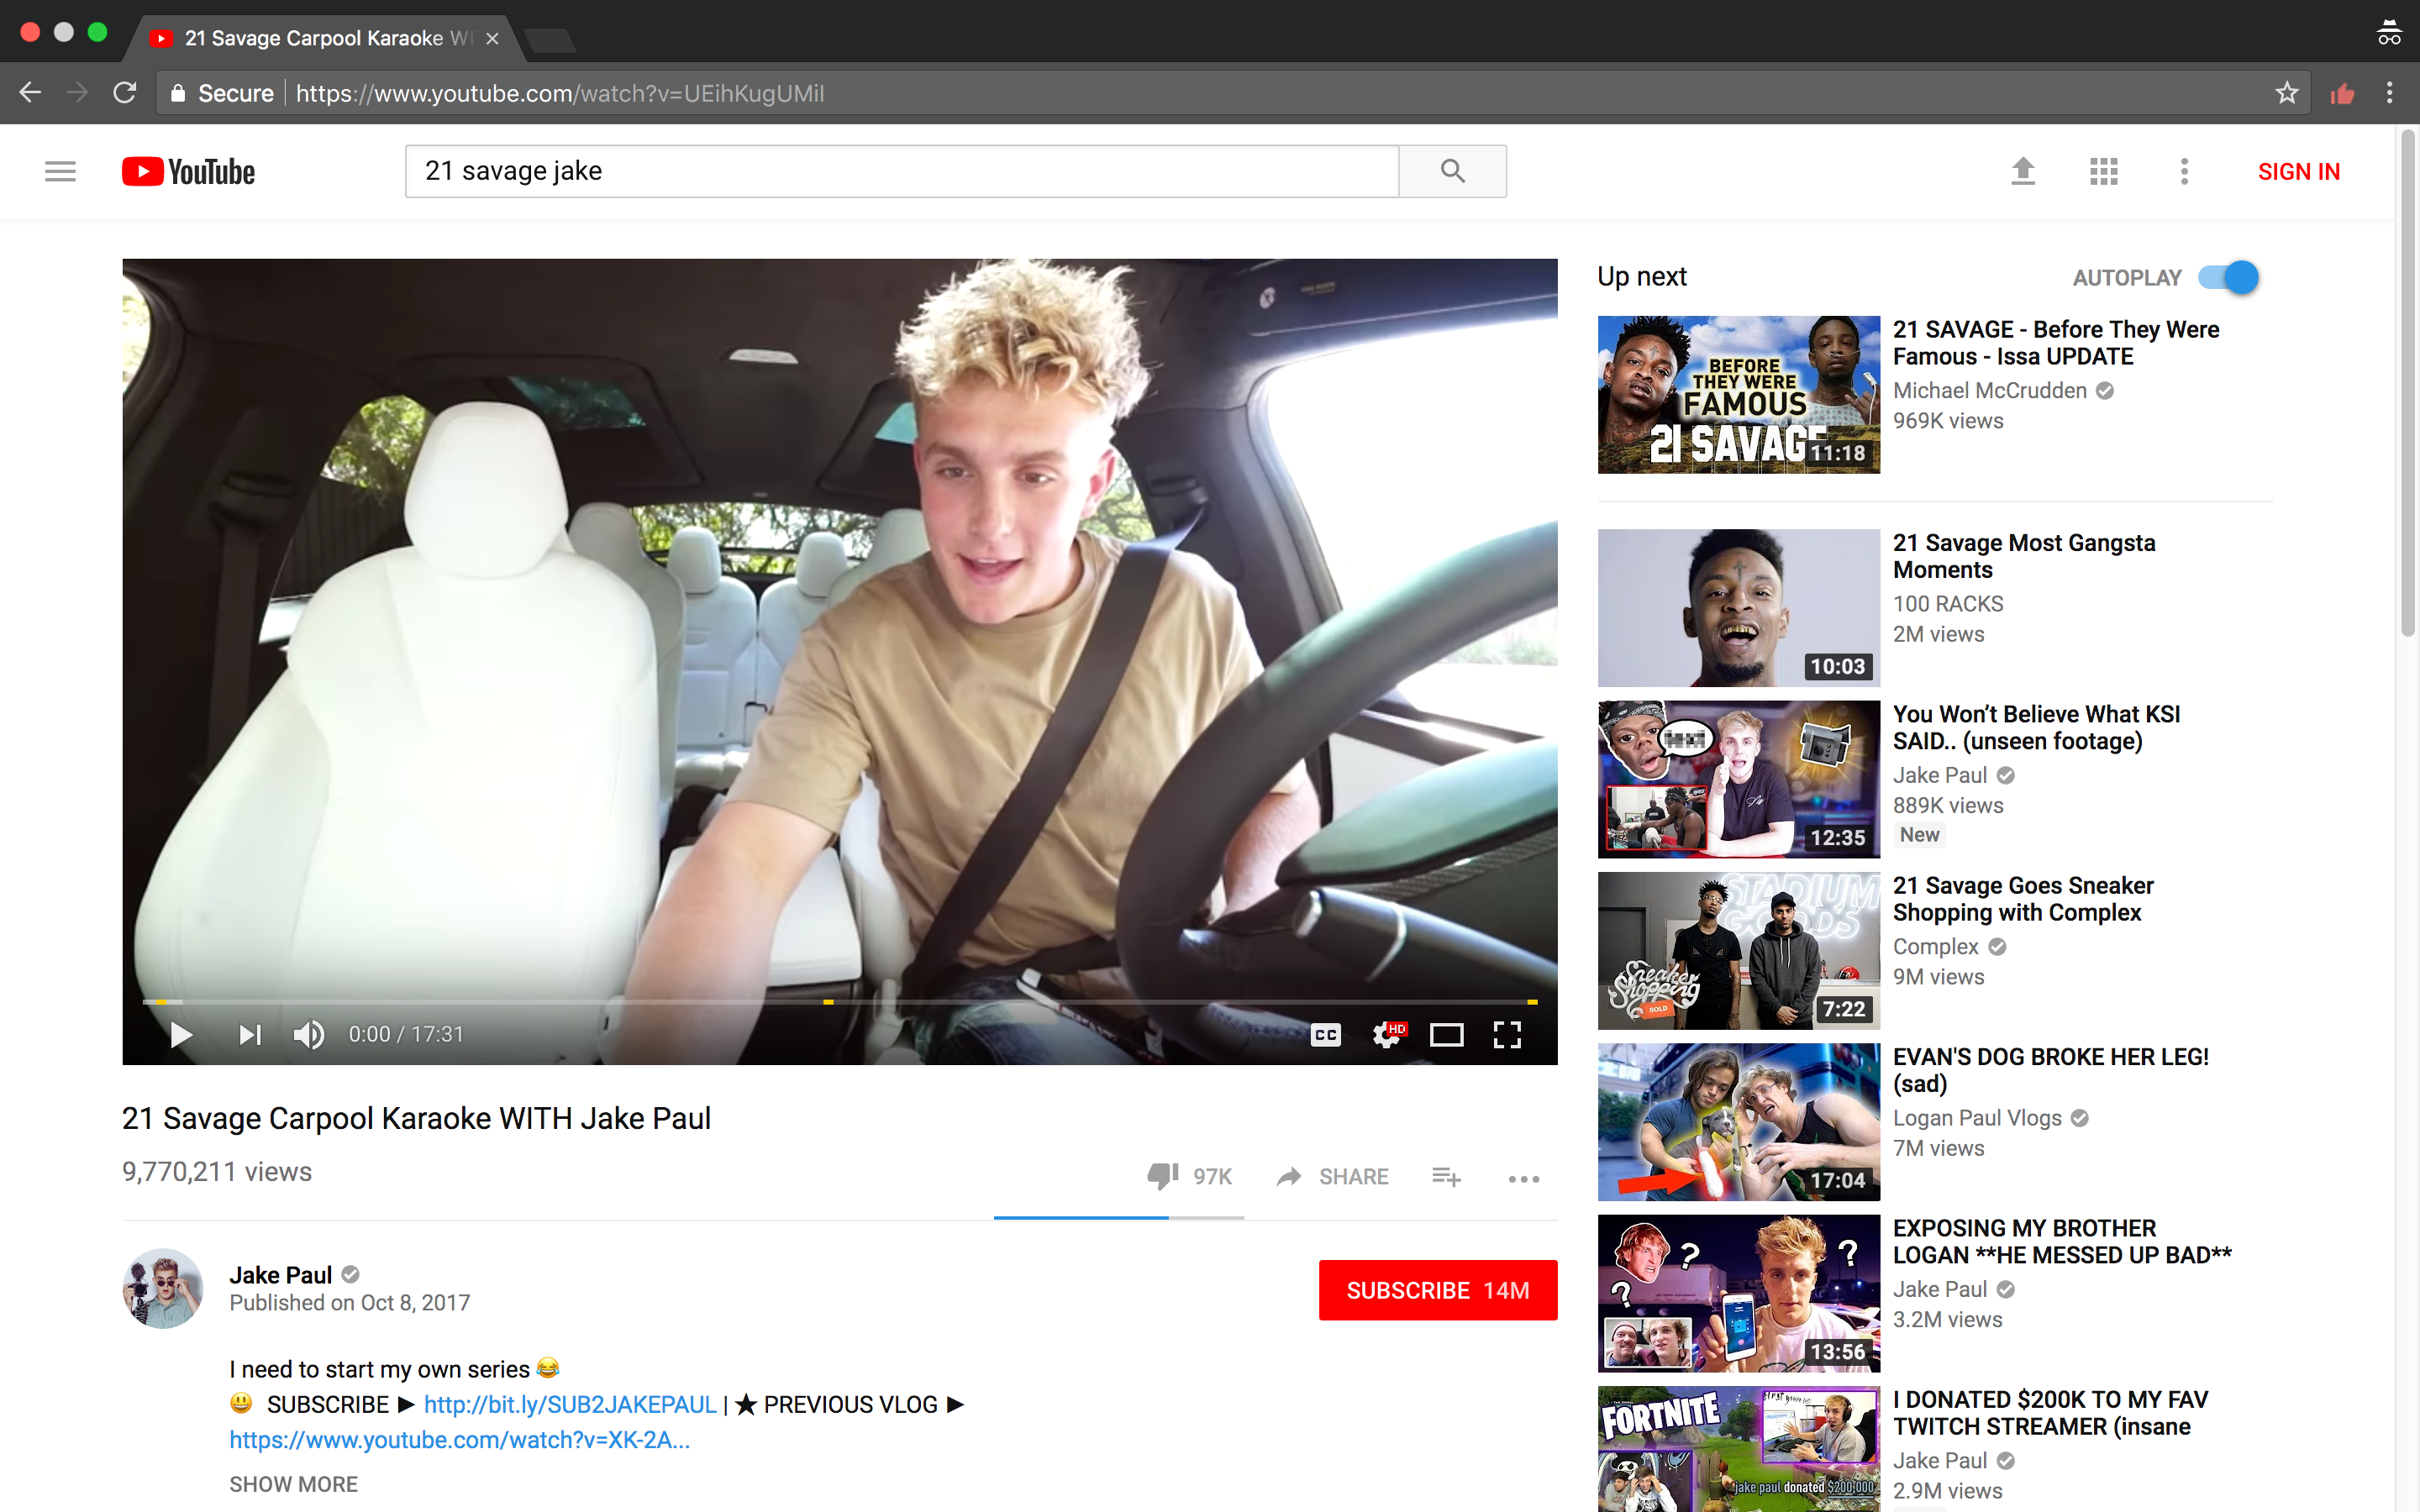 21 Savage Carpool Karaoke WI
Secure
https://www.youtube.com/watch?v=UEihKugUMiI
YouTube
21 savage jake
SIGN IN
0:00 / 17:31
CC
HD
21 Savage Carpool Karaoke WITH Jake Paul
9,770,211 views
97K
SHARE
Jake Paul
Published on Oct 8, 2017
SUBSCRIBE 14M
I need to start my own series 😂
😃 SUBSCRIBE ► http://bit.ly/SUB2JAKEPAUL | ★ PREVIOUS VLOG ►
https://www.youtube.com/watch?v=XK-2A...
SHOW MORE
Up next
AUTOPLAY
BEFORE
THEY WERE
FAMOUS
21 SAVAGE
11:18
21 SAVAGE - Before They Were
Famous - Issa UPDATE
Michael McCrudden
969K views
10:03
21 Savage Most Gangsta
Moments
100 RACKS
2M views
12:35
You Won’t Believe What KSI
SAID.. (unseen footage)
Jake Paul
889K views
New
STADIUM
GOODS
Sneaker
Shopping
SOLD
7:22
21 Savage Goes Sneaker
Shopping with Complex
Complex
9M views
17:04
EVAN'S DOG BROKE HER LEG!
(sad)
Logan Paul Vlogs
7M views
? ?
?
13:56
EXPOSING MY BROTHER
LOGAN **HE MESSED UP BAD**
Jake Paul
3.2M views
FORTNITE
jake paul donated $200,000
I DONATED $200K TO MY FAV
TWITCH STREAMER (insane
Jake Paul
2.9M views